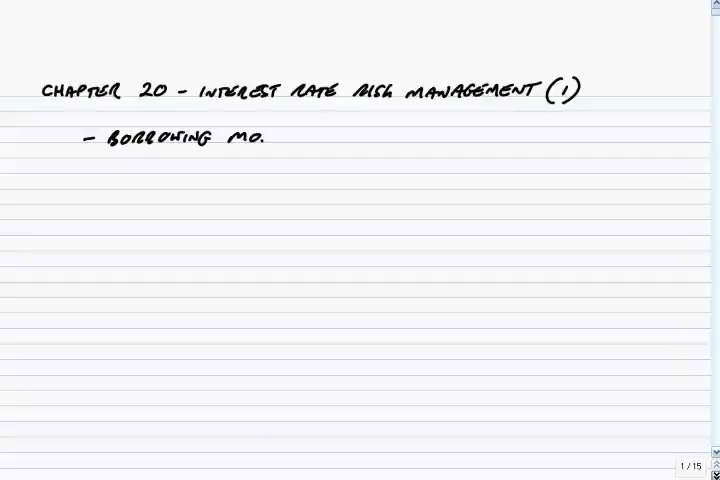 CHAPTER 20 - INTEREST RATE RISK MANAGEMENT (1)
- BORROWING MO.
1 / 15